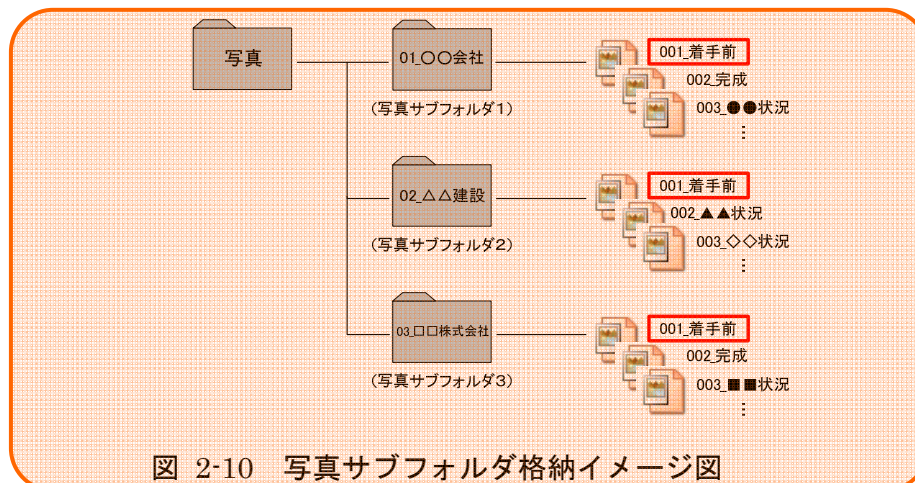 写真
01_〇〇会社
(写真サブフォルダ1)
001_着手前
002_完成
003_●●状況
⋮
02_△△建設
(写真サブフォルダ2)
001_着手前
002_▲▲状況
003_◇◇状況
⋮
03_□□株式会社
(写真サブフォルダ3)
001_着手前
002_完成
003_■■状況
⋮
図 2-10 写真サブフォルダ格納イメージ図